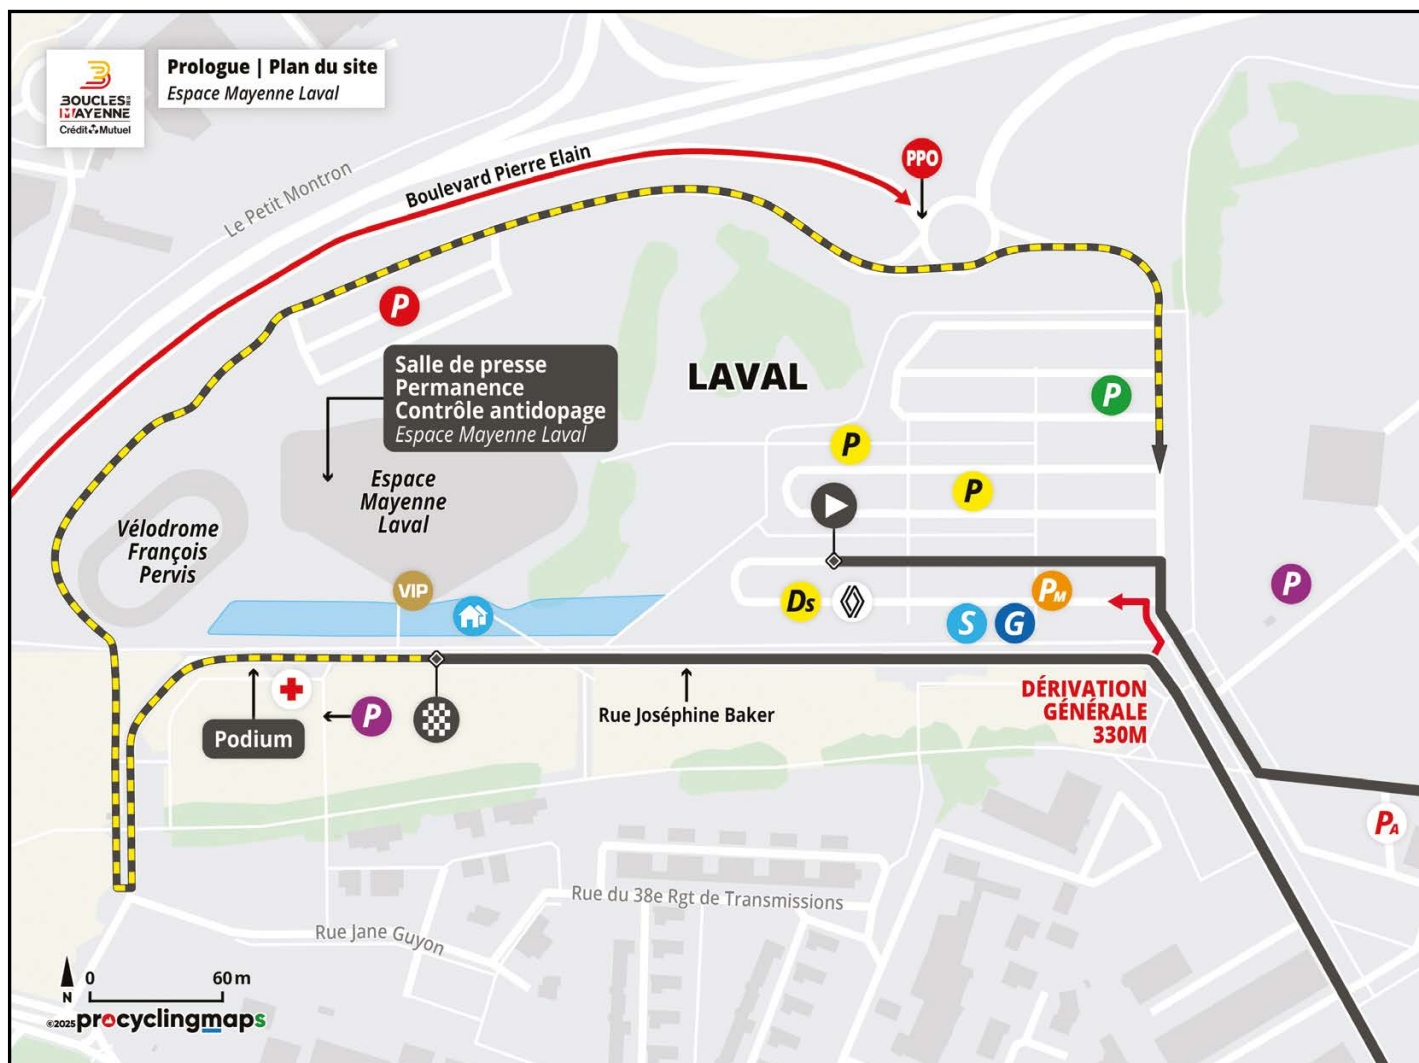 Prologue | Plan du site
Espace Mayenne Laval
BOUCLES DE LA
MAYENNE
Crédit Mutuel
Le Petit Montron
Boulevard Pierre Elain
PPO
P
Salle de presse
Permanence
Contrôle antidopage
Espace Mayenne Laval
LAVAL
P
P
P
Espace
Mayenne
Laval
Vélodrome
François
Pervis
VIP
Ds
PM
S
G
P
DÉRIVATION
GÉNÉRALE
330M
Rue Joséphine Baker
P
Podium
PA
Rue du 38e Rgt de Transmissions
Rue Jane Guyon
N
0 60 m
©2025 procyclingmaps